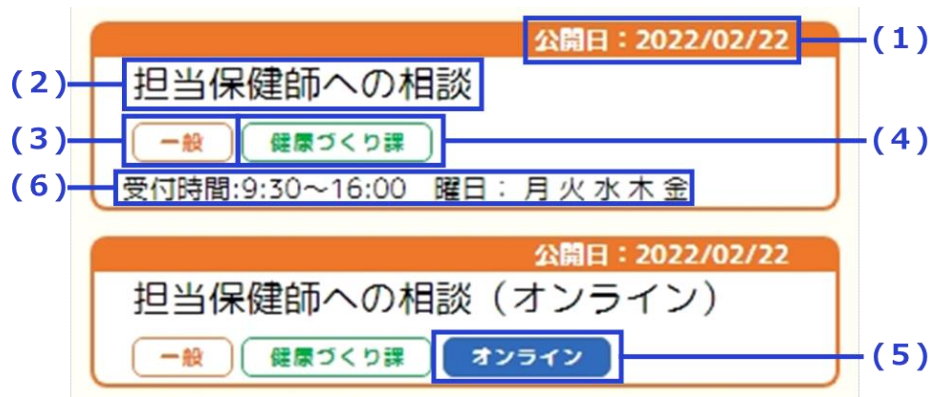 公開日：2022/02/22 (1)
(2) 担当保健師への相談
(3) 一般 健康づくり課 (4)
(6) 受付時間:9:30～16:00　曜日： 月 火 水 木 金
公開日：2022/02/22
担当保健師への相談（オンライン）
一般 健康づくり課 オンライン (5)